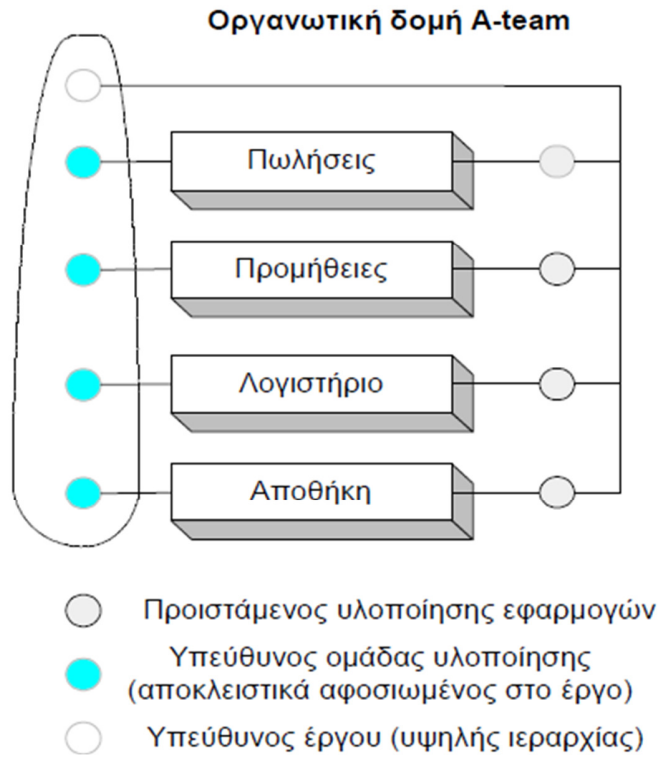 Οργανωτική δομή A-team
Πωλήσεις
Προμήθειες
Λογιστήριο
Αποθήκη
Προιστάμενος υλοποίησης εφαρμογών
Υπεύθυνος ομάδας υλοποίησης
(αποκλειστικά αφοσιωμένος στο έργο)
Υπεύθυνος έργου (υψηλής ιεραρχίας)